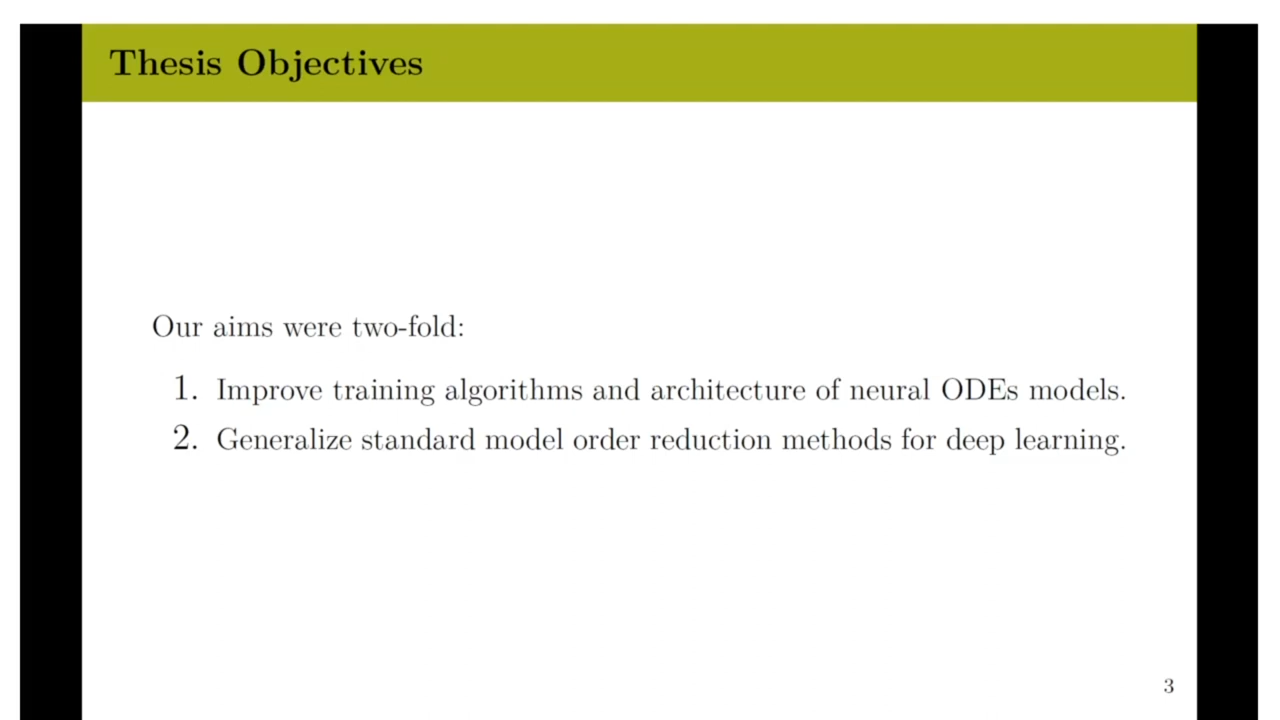 Thesis Objectives
Our aims were two-fold:
1. Improve training algorithms and architecture of neural ODEs models.
2. Generalize standard model order reduction methods for deep learning.
3